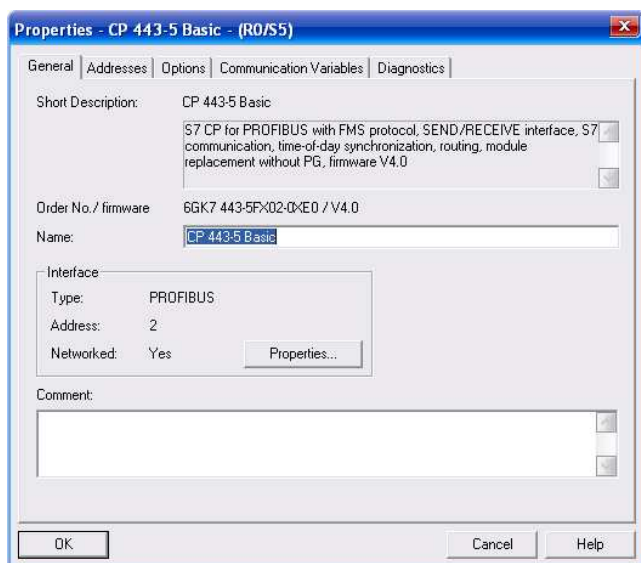 Properties - CP 443-5 Basic - (R0/S5)
General Addresses Options Communication Variables Diagnostics
Short Description: CP 443-5 Basic
S7 CP for PROFIBUS with FMS protocol, SEND/RECEIVE interface, S7
communication, time-of-day synchronization, routing, module
replacement without PG, firmware V4.0
Order No./ firmware 6GK7 443-5FX02-0XE0 / V4.0
Name: CP 443-5 Basic
Interface
Type: PROFIBUS
Address: 2
Networked: Yes Properties...
Comment:
OK Cancel Help